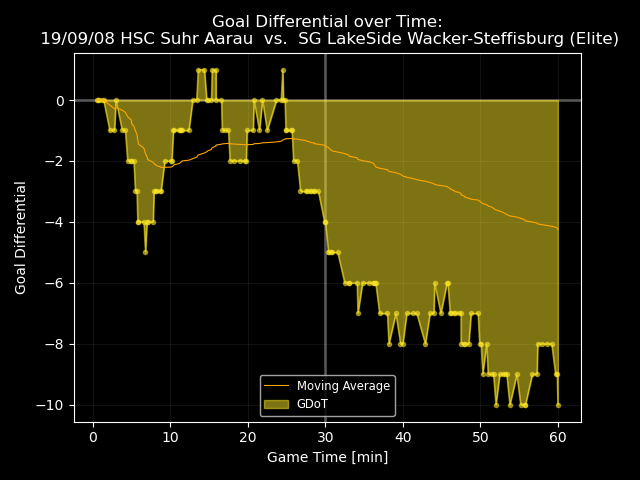 Goal Differential over Time:
19/09/08 HSC Suhr Aarau  vs.  SG LakeSide Wacker-Steffisburg (Elite)
Goal Differential
0
−2
−4
−6
−8
−10
Moving Average
GDoT
0 10 20 30 40 50 60
Game Time [min]